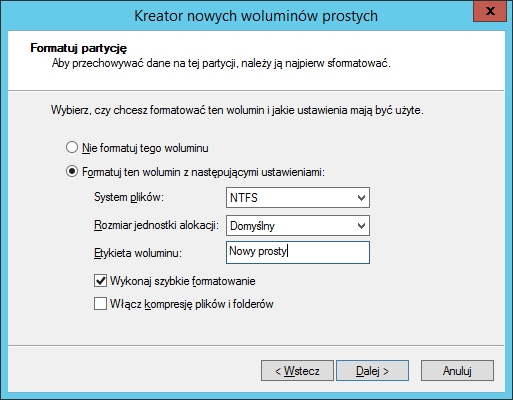 Kreator nowych woluminów prostych
x
Formatuj partycję
Aby przechowywać dane na tej partycji, należy ją najpierw sformatować.
Wybierz, czy chcesz formatować ten wolumin i jakie ustawienia mają być użyte.
Nie formatuj tego woluminu
Formatuj ten wolumin z następującymi ustawieniami:
System plików: NTFS
Rozmiar jednostki alokacji: Domyślny
Etykieta woluminu: Nowy prosty
Wykonaj szybkie formatowanie
Włącz kompresję plików i folderów
< Wstecz Dalej > Anuluj